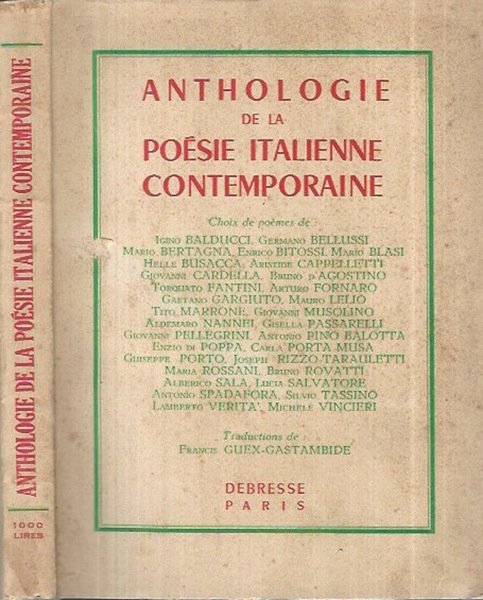 ANTHOLOGIE DE LA POÉSIE ITALIENNE CONTEMPORAINE
1000
LIRES
ANTHOLOGIE
DE LA
POÉSIE ITALIENNE
CONTEMPORAINE
Choix de poèmes de :
IGINO BALDUCCI, GERMANO BELLUSSI
MARIO BERTAGNA, ENRICO BITOSSI, MARIO BLASI
HELLE BUSACCA, ARISTIDE CAPPELLETTI
GIOVANNI CARDELLA, BRUNO D'AGOSTINO
TORQUATO FANTINI, ARTURO FORNARO
GAETANO GARGIUTO, MAURO LELJO
TITO MARRONE, GIOVANNI MUSOLINO
ALDEMARO NANNEI, GISELLA PASSARELLI
GIOVANNI PELLEGRINI, ANTONIO PINO BALOTTA
ENZIO DI POPPA, CARLA PORTA MUSA
GIUSEPPE PORTO, JOSEPH RIZZO-TARAULETTI
MARIA ROSSANI, BRUNO ROVATTI
ALBERICO SALA, LUCIA SALVATORE
ANTONIO SPADAFORA, SILVIO TASSINO
LAMBERTO VERITA', MICHELE VINCIERI
Traductions de :
FRANCIS GUEX-GASTAMBIDE
DEBRESSE
PARIS